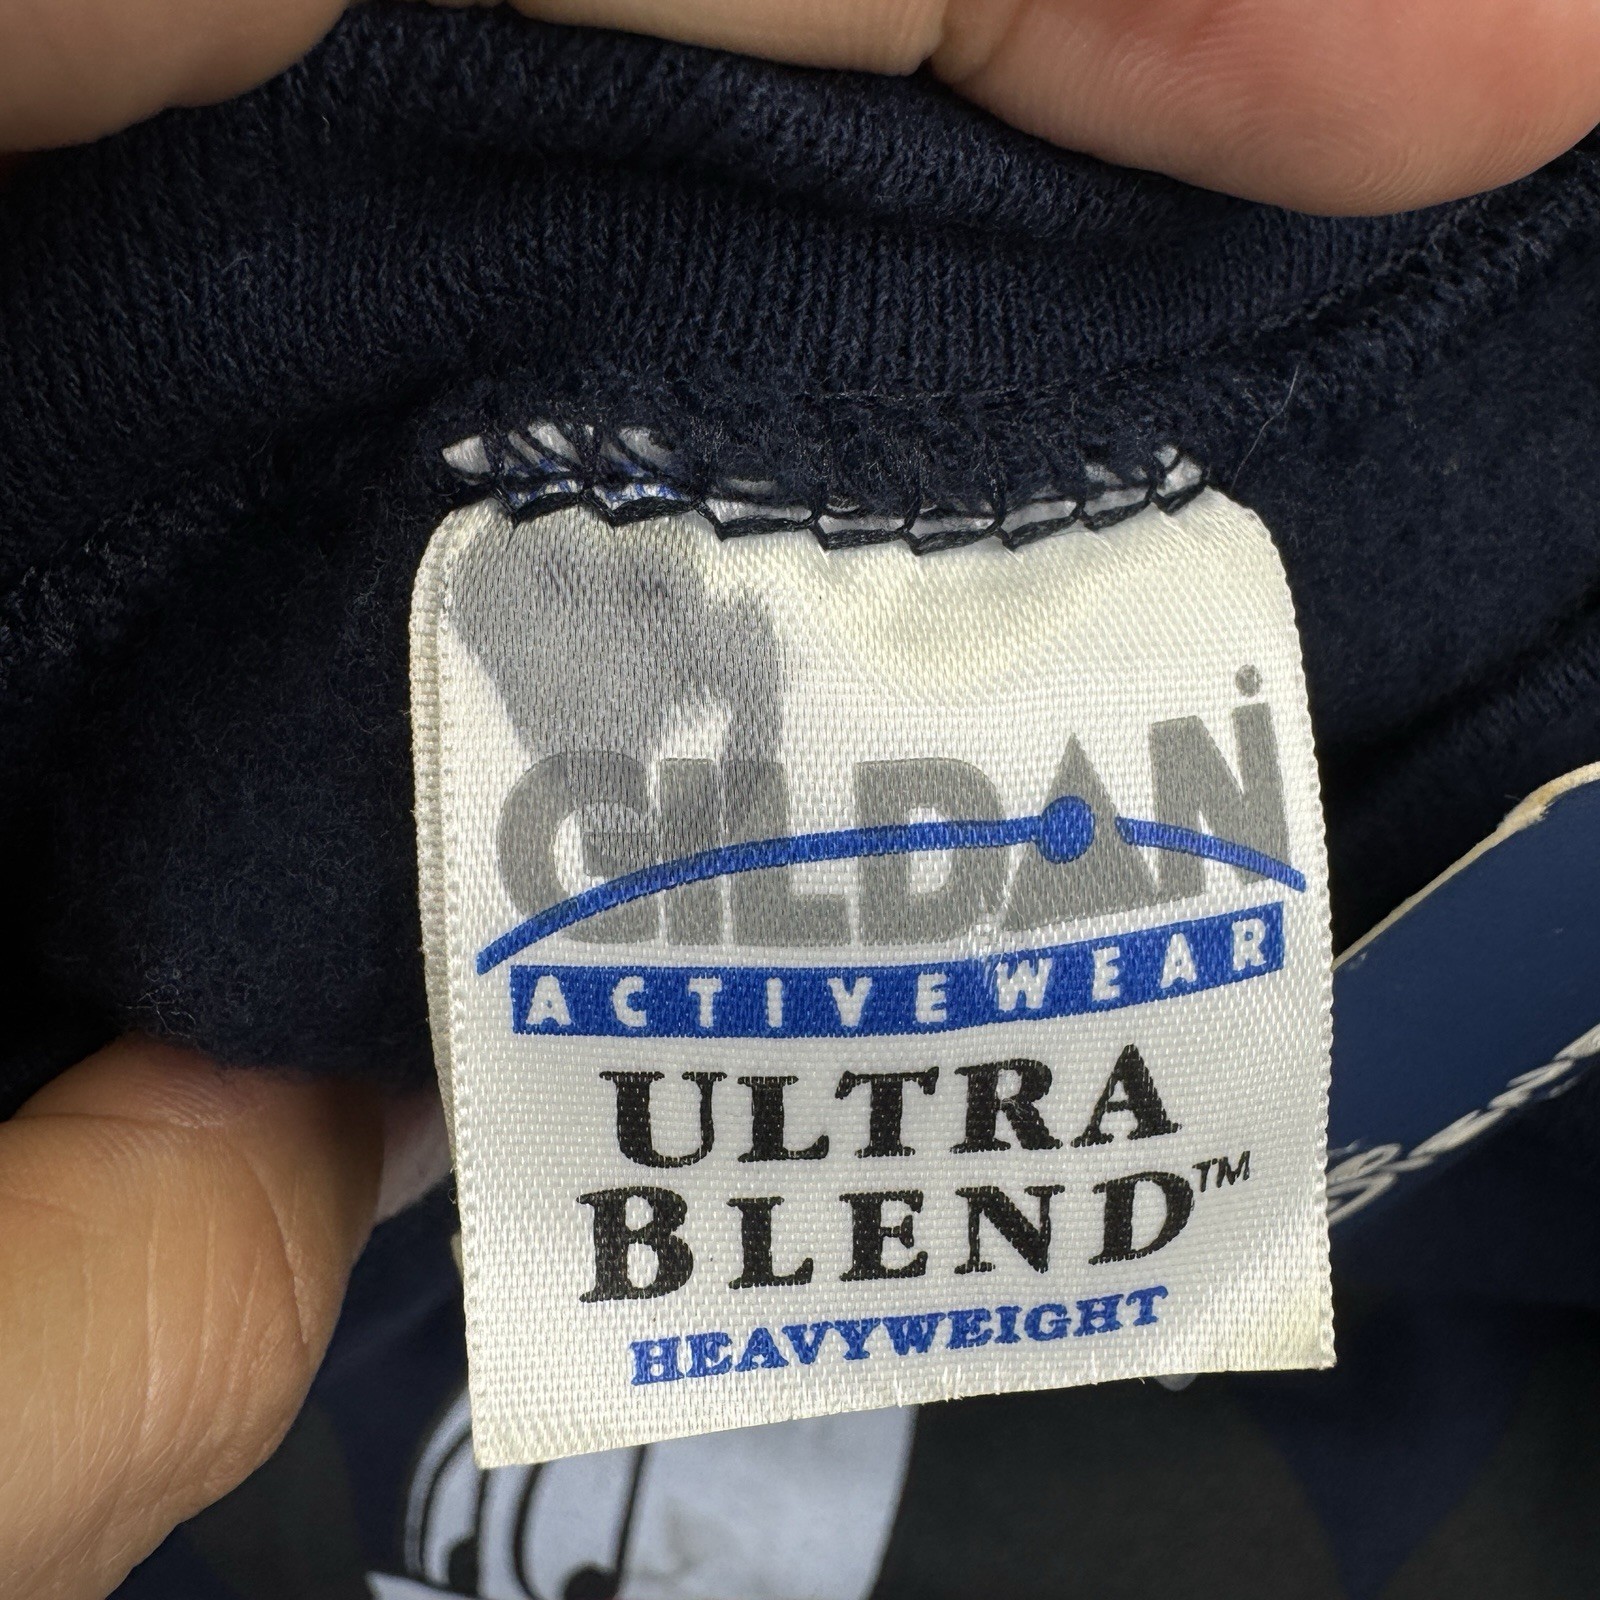 GILDAN
ACTIVEWEAR
ULTRA
BLEND™
HEAVYWEIGHT